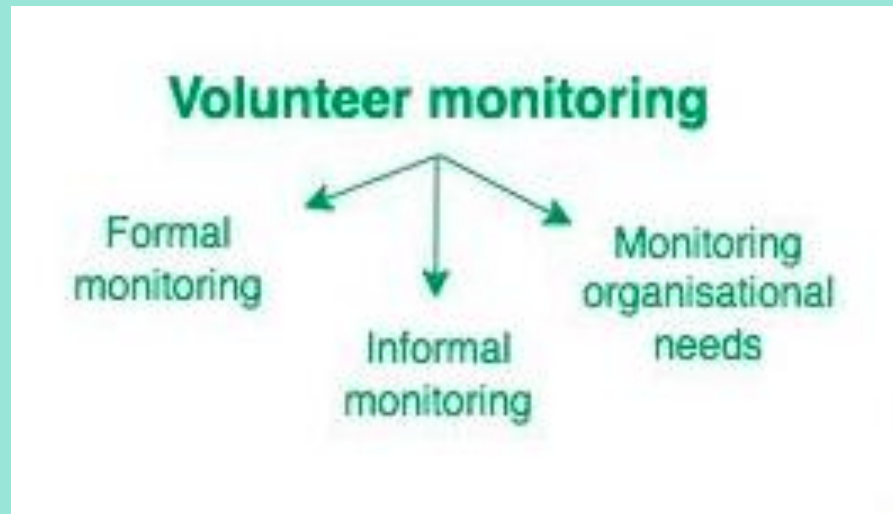 Volunteer monitoring
Formal
monitoring
Informal
monitoring
Monitoring
organisational
needs